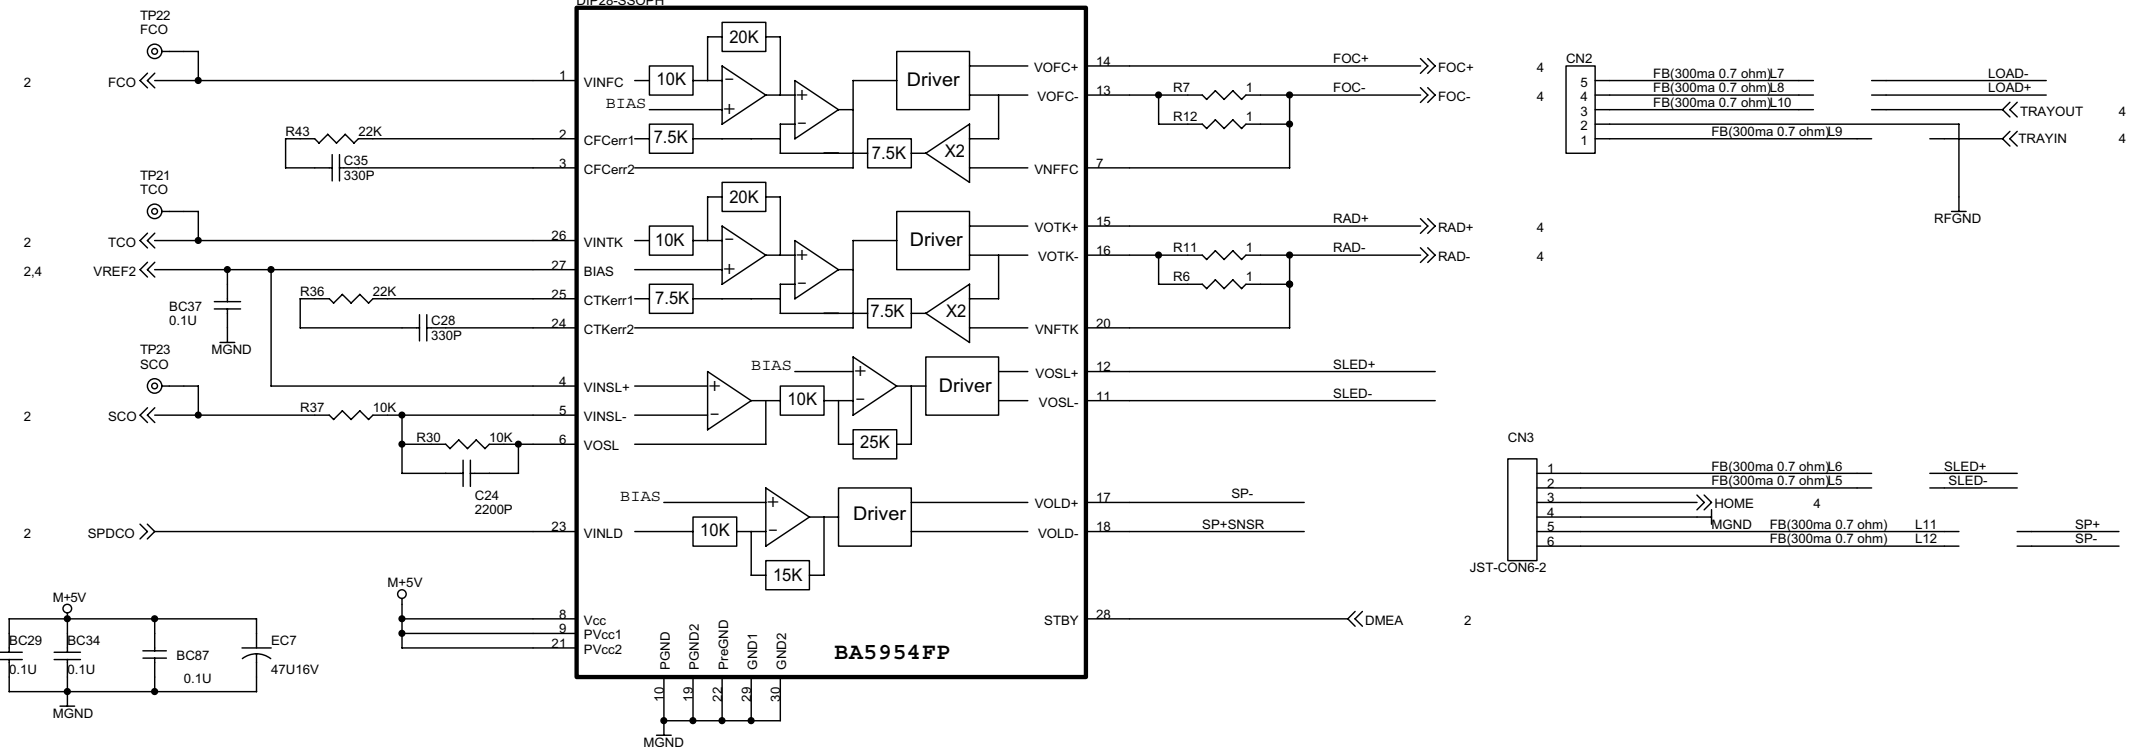 DIP28-SSOPH
TP22
FCO
2
FCO
1
VINFC
10K
20K
BIAS
Driver
VOFC+
14
FOC+
FOC+
4
VOFC-
13
R7
1
FOC-
FOC-
4
R12
1
R43
22K
2
CFCerr1
7.5K
7.5K
X2
C35
330P
3
CFCerr2
VNFFC
7
CN2
5
FB(300ma 0.7 ohm)L7
LOAD-
4
FB(300ma 0.7 ohm)L8
LOAD+
3
FB(300ma 0.7 ohm)L10
TRAYOUT
4
2
1
FB(300ma 0.7 ohm)L9
TRAYIN
4
RFGND
TP21
TCO
2
TCO
26
VINTK
10K
20K
Driver
VOTK+
15
RAD+
RAD+
4
2,4
VREF2
27
BIAS
VOTK-
16
R11
1
RAD-
RAD-
4
R6
1
BC37
0.1U
MGND
R36
22K
25
CTKerr1
7.5K
7.5K
X2
C28
330P
24
CTKerr2
VNFTK
20
TP23
SCO
4
VINSL+
BIAS
10K
Driver
VOSL+
12
SLED+
2
SCO
R37
10K
5
VINSL-
VOSL-
11
SLED-
R30
10K
6
VOSL
25K
C24
2200P
CN3
1
FB(300ma 0.7 ohm)L6
SLED+
2
FB(300ma 0.7 ohm)L5
SLED-
3
HOME
4
4
MGND
5
FB(300ma 0.7 ohm)
L11
SP+
6
FB(300ma 0.7 ohm)
L12
SP-
JST-CON6-2
BIAS
2
SPDCO
23
VINLD
10K
15K
Driver
VOLD+
17
SP-
VOLD-
18
SP+SNSR
M+5V
8
Vcc
9
PVcc1
21
PVcc2
STBY
28
DMEA
2
M+5V
BC29
0.1U
BC34
0.1U
BC87
0.1U
EC7
47U16V
MGND
PGND
PGND2
PreGND
GND1
GND2
BA5954FP
10
19
22
29
30
MGND